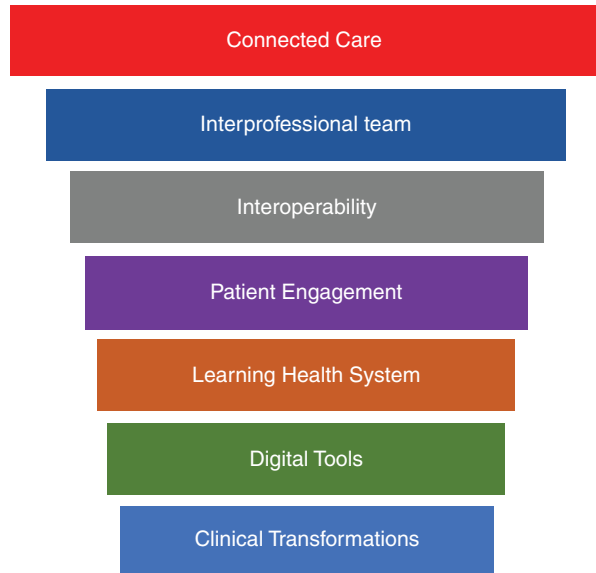 Connected Care
Interprofessional team
Interoperability
Patient Engagement
Learning Health System
Digital Tools
Clinical Transformations